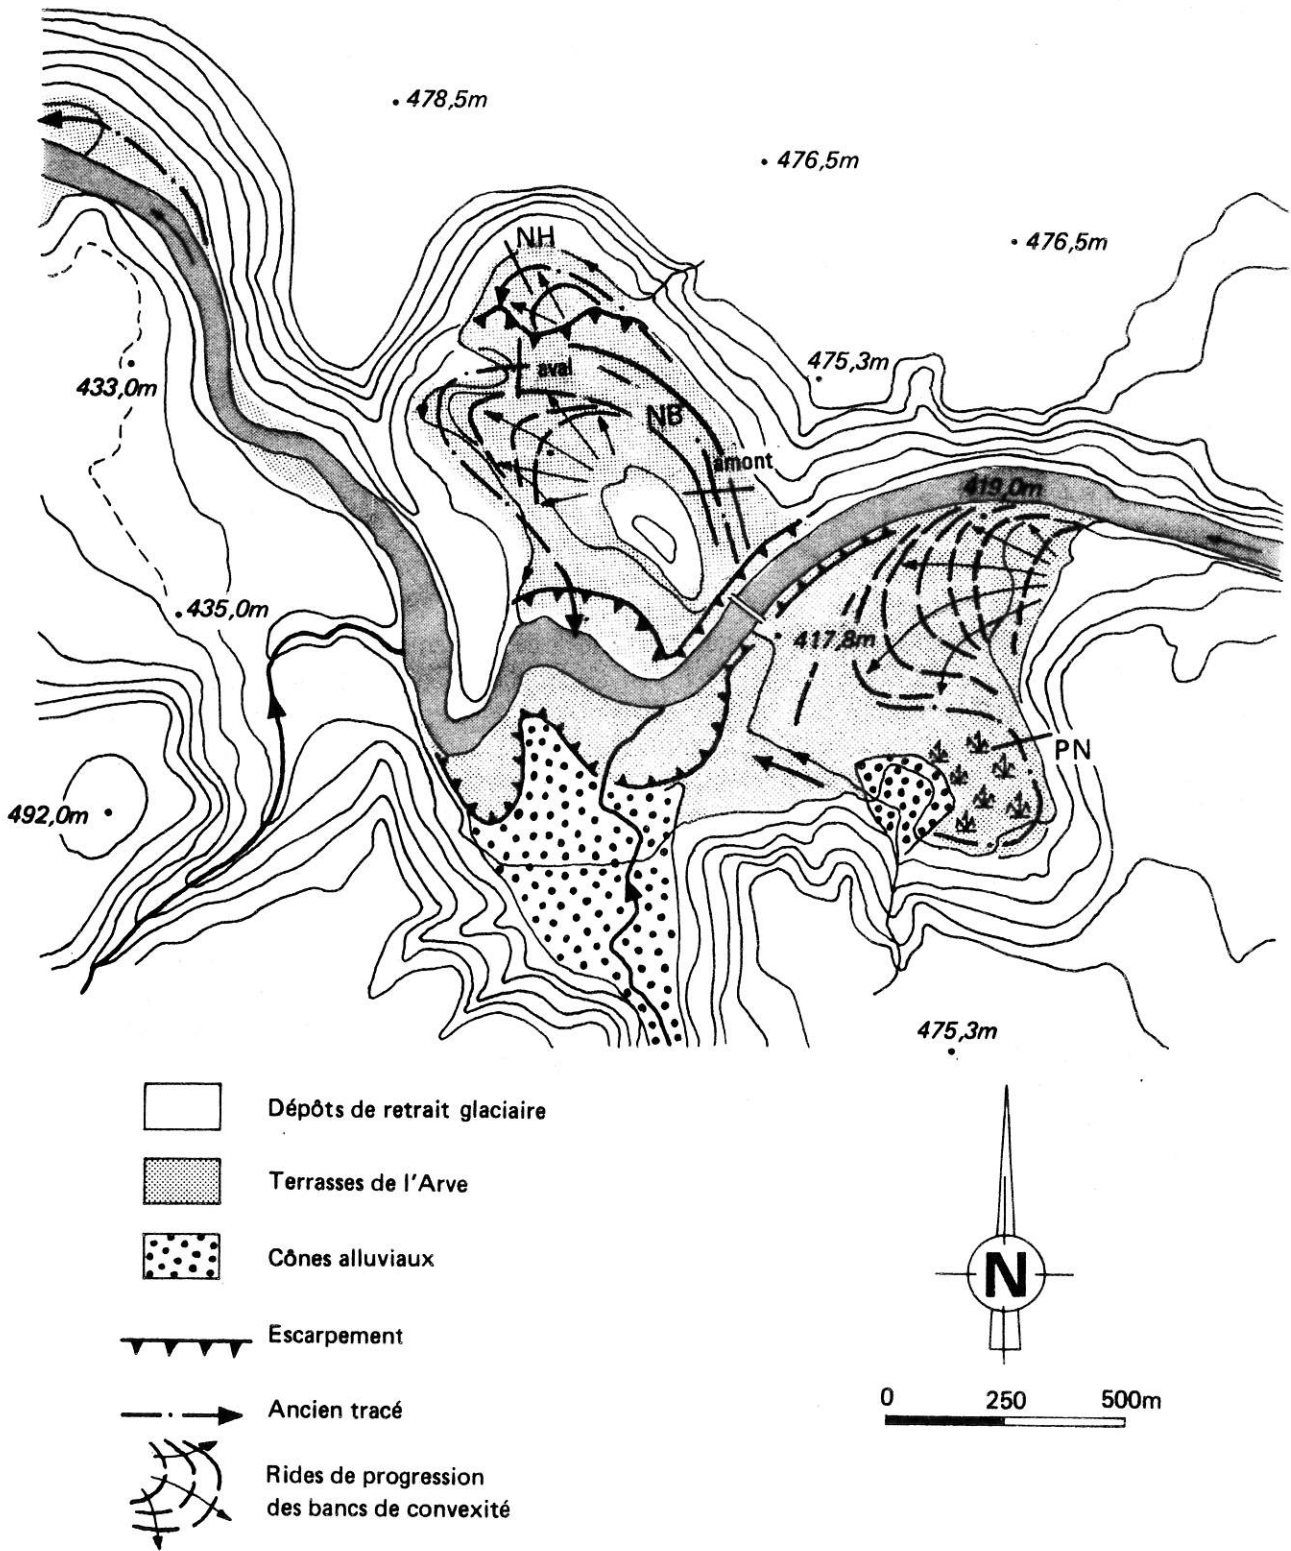 478,5m
476,5m
476,5m
NH
475,3m
433,0m
aval
NB
amont
419,0m
435,0m
417,8m
PN
492,0m
475,3m
Dépôts de retrait glaciaire
Terrasses de l'Arve
Cônes alluviaux
Escarpement
Ancien tracé
Rides de progression
des bancs de convexité
N
0 250 500m